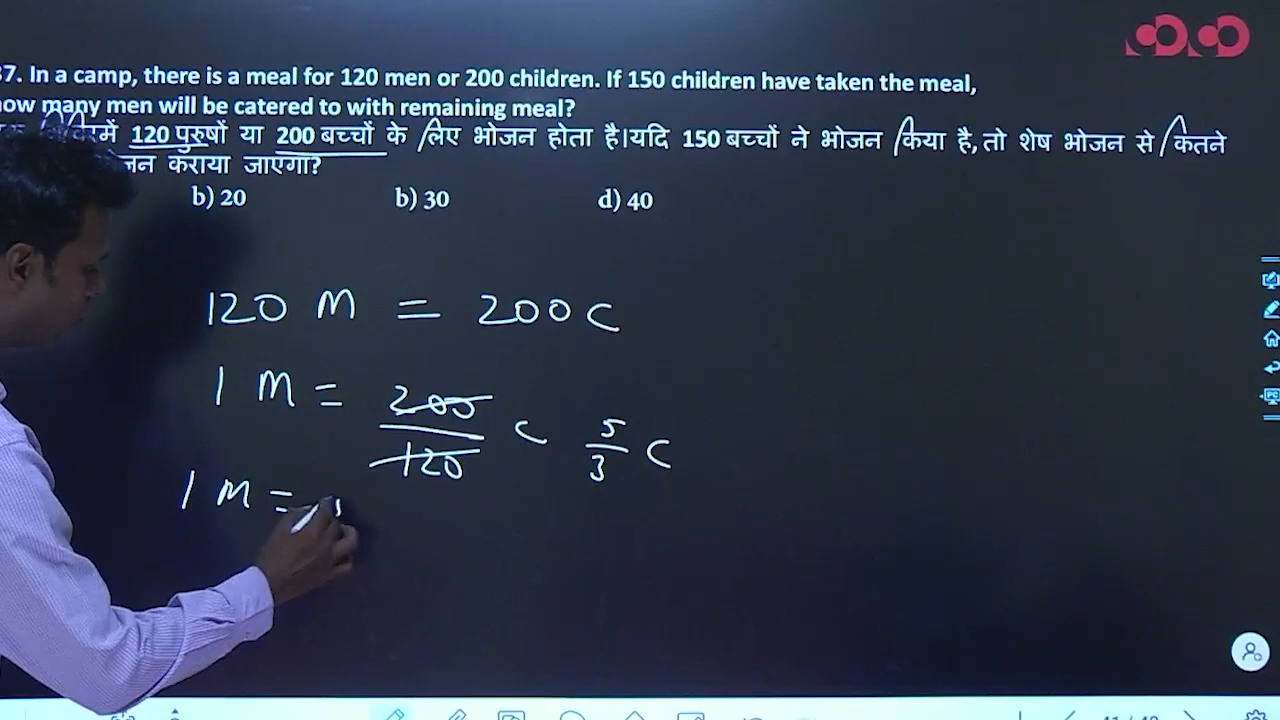 37. In a camp, there is a meal for 120 men or 200 children. If 150 children have taken the meal,
how many men will be catered to with remaining meal?
में 120 पुरुषों या 200 बच्चों के लिए भोजन होता है।यदि 150 बच्चों ने भोजन किया है, तो शेष भोजन से कितने
कराया जाएगा?
b) 20 b) 30 d) 40
120 M = 200 C
1 M = 200/120 C 5/3 C
1 M =